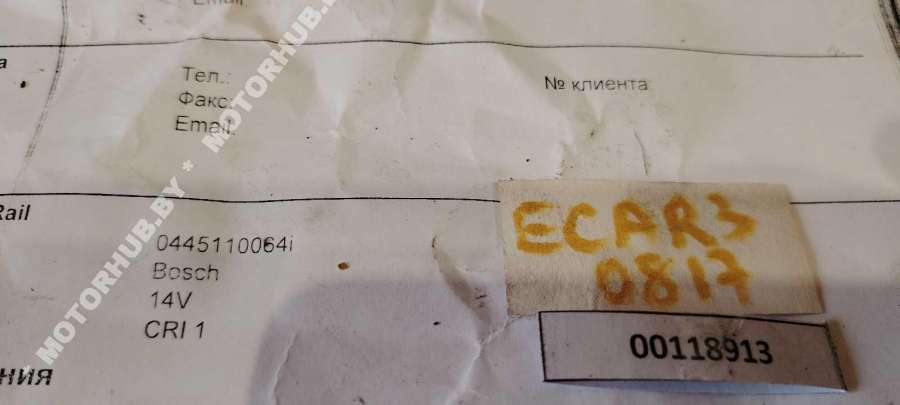 Email:
а
Тел.:
Факс:
Email:
№ клиента
Rail
0445110064i
Bosch
14V
CRI 1
ECAR3
0817
00118913
ния
MOTORHUB.BY * MOTORHUB.BY